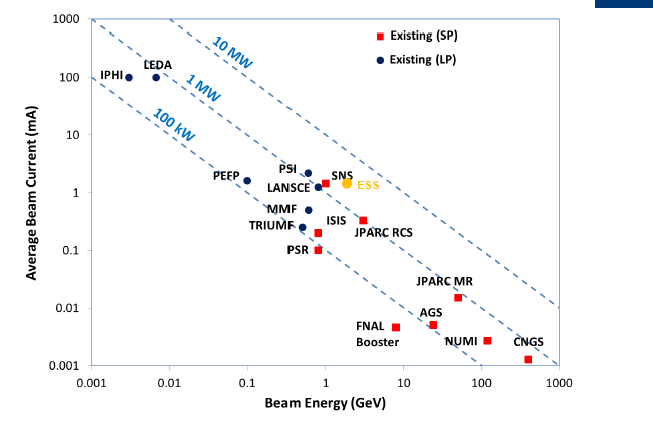 1000
100
10
1
0.1
0.01
0.001
Average Beam Current (mA)
10 MW
1 MW
100 kW
Existing (SP)
Existing (LP)
IPHI
LEDA
PEFP
PSI
LANSCE
SNS
ESS
MMF
TRIUMF
ISIS
JPARC RCS
PSR
JPARC MR
AGS
FNAL
Booster
NUMI
CNGS
0.001
0.01
0.1
1
10
100
1000
Beam Energy (GeV)